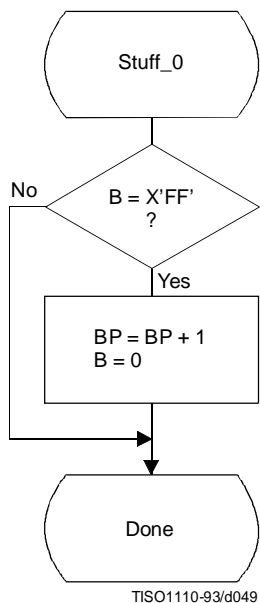 Stuff_0
B = X'FF'
?
No
Yes
BP = BP + 1
B = 0
Done
TISO1110-93/d049